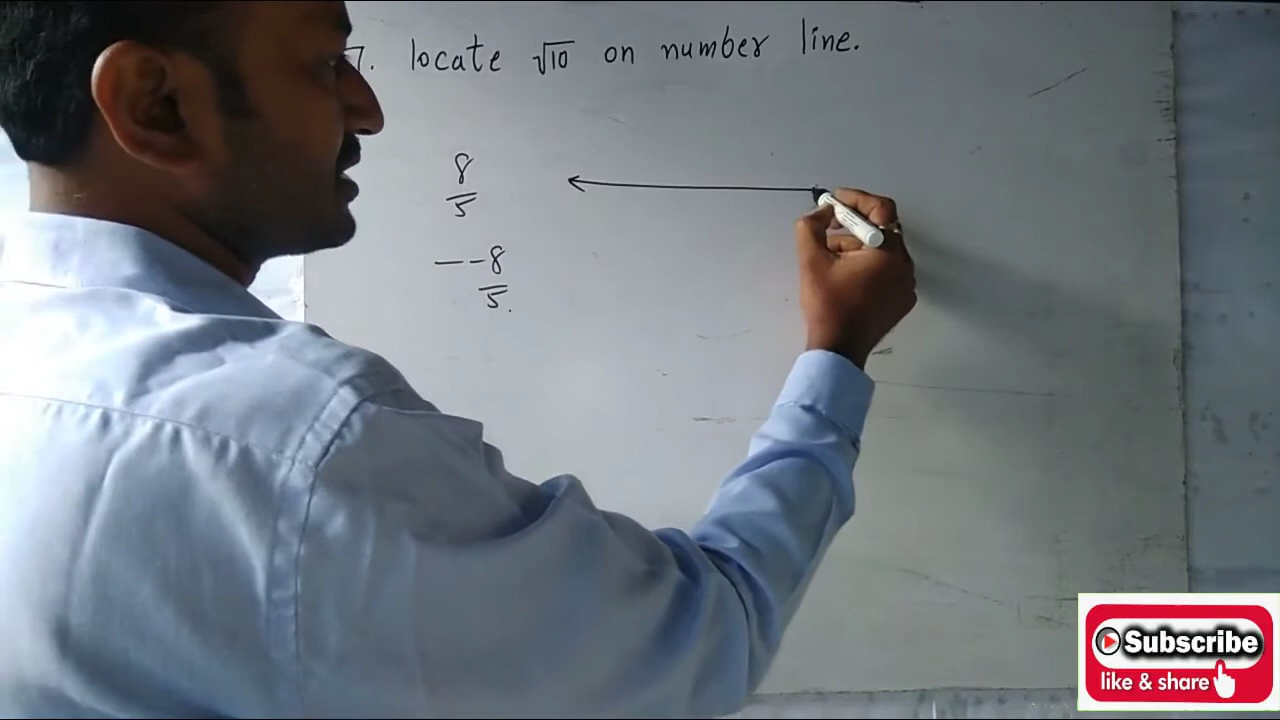 7. locate √10 on number line.
8
5
- -8
5.
Subscribe
like & share